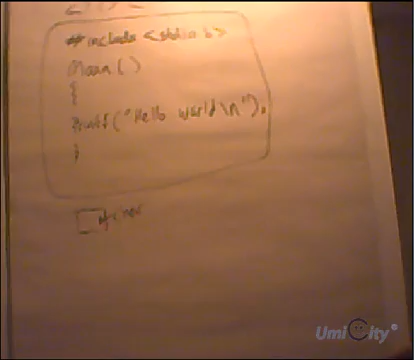 #include <stdio h>
Main()
{
Printf("Hello world\n");
}
UmiCity®